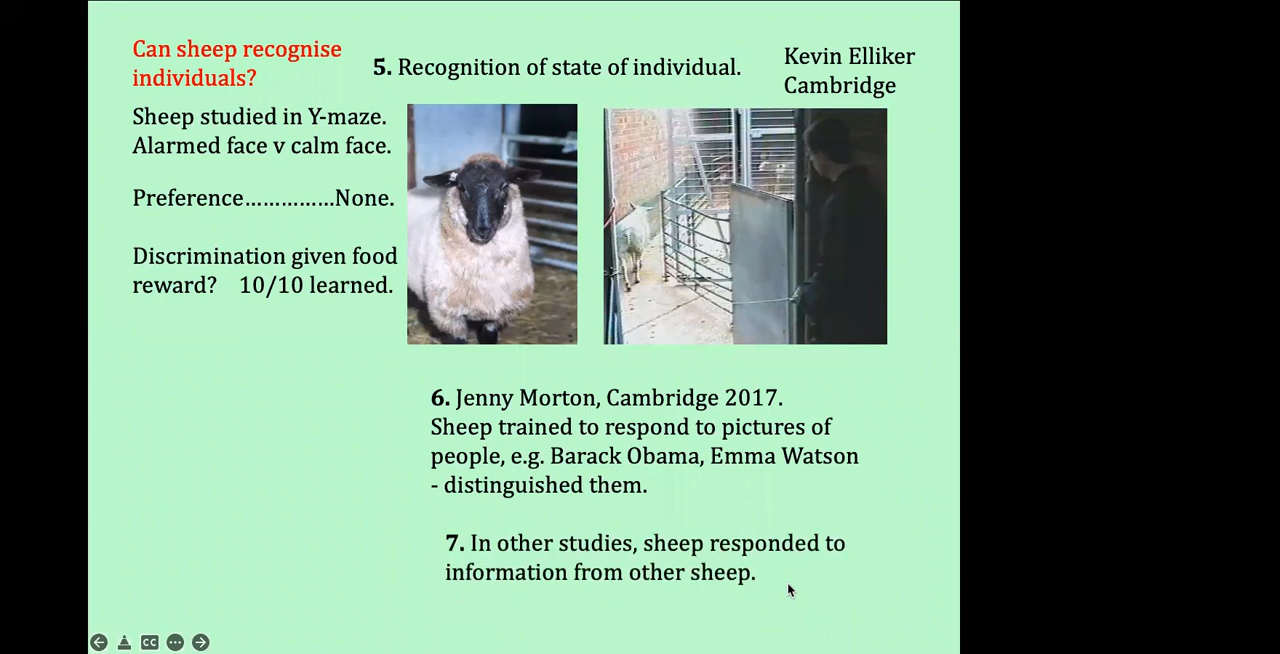 Can sheep recognise
individuals?
5. Recognition of state of individual.
Kevin Elliker
Cambridge
Sheep studied in Y-maze.
Alarmed face v calm face.
Preference……………None.
Discrimination given food
reward? 10/10 learned.
6. Jenny Morton, Cambridge 2017.
Sheep trained to respond to pictures of
people, e.g. Barack Obama, Emma Watson
- distinguished them.
7. In other studies, sheep responded to
information from other sheep.
CC